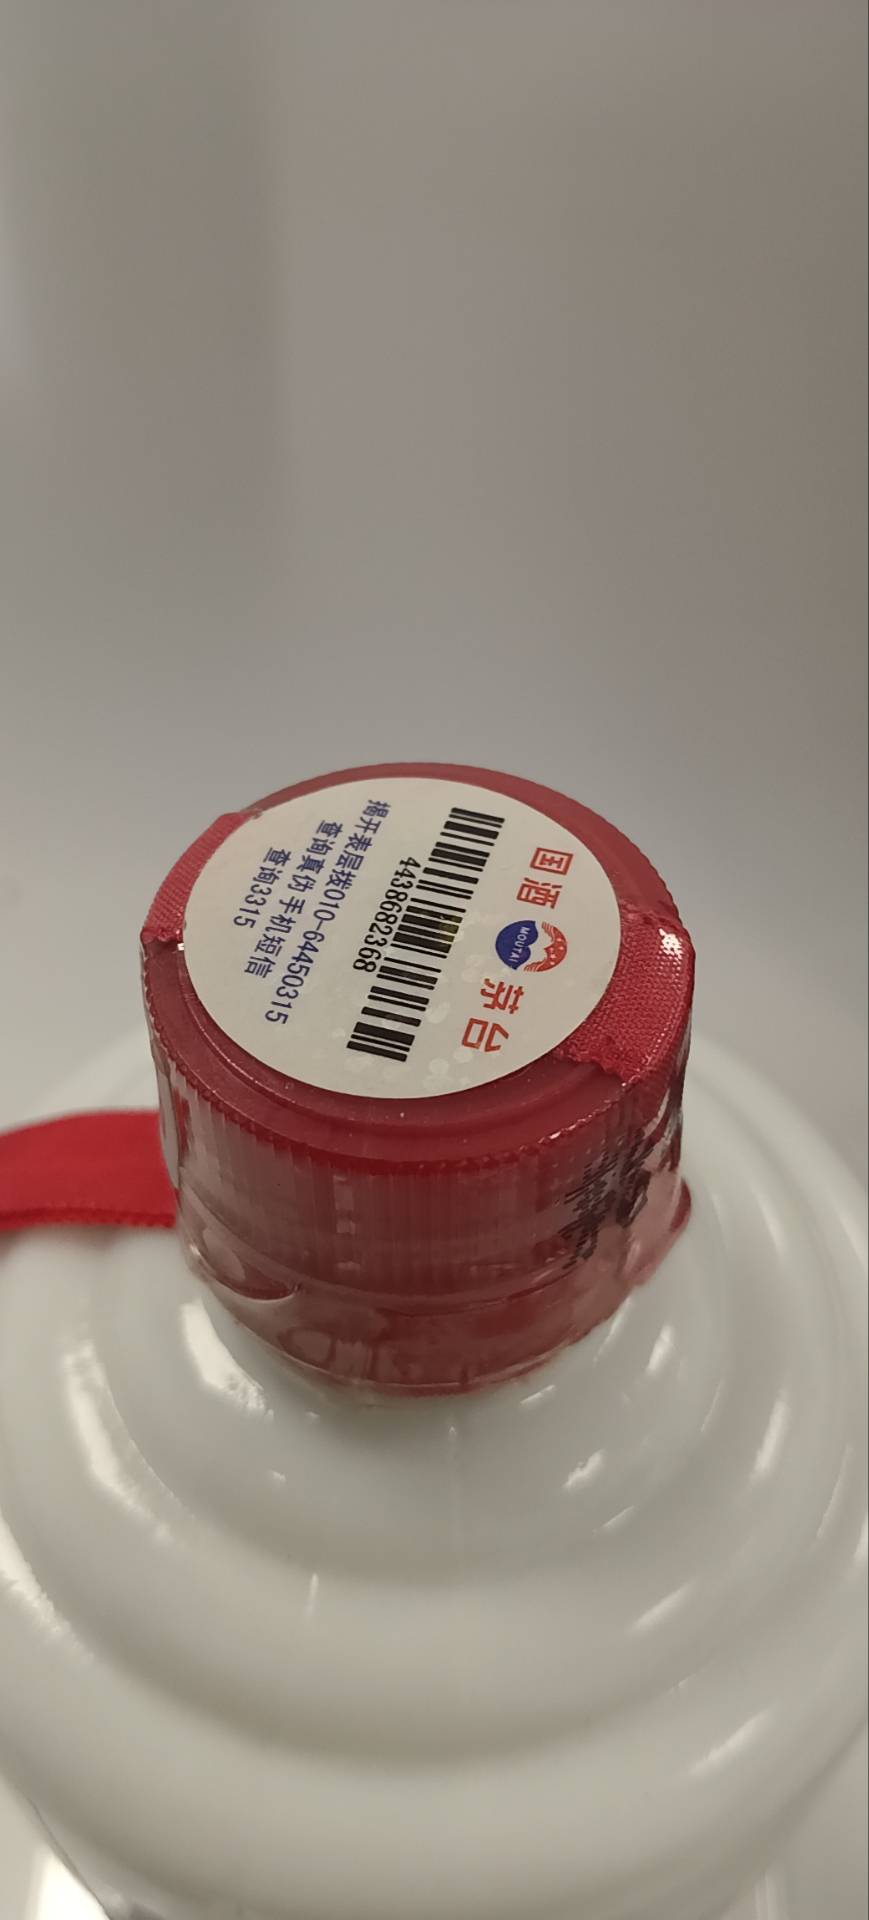 国酒 MOUTAI 茅台
4438682368
揭开表层拨010-64450315
查询真伪 手机短信
查询3315